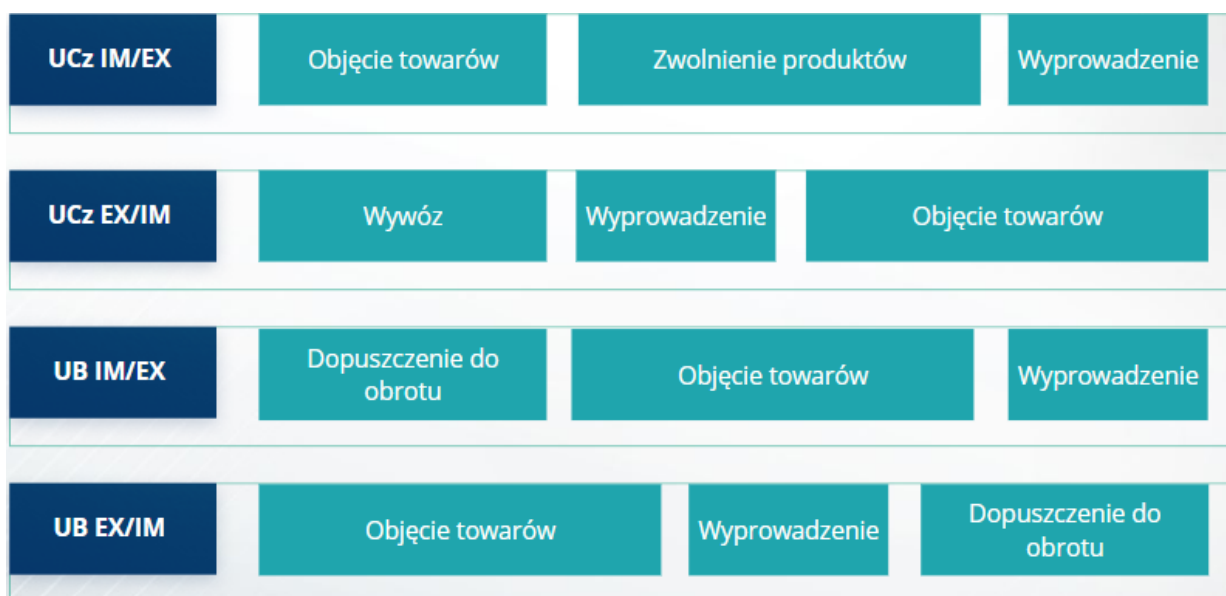 UCz IM/EX
Objęcie towarów
Zwolnienie produktów
Wyprowadzenie
UCz EX/IM
Wywóz
Wyprowadzenie
Objęcie towarów
UB IM/EX
Dopuszczenie do
obrotu
Objęcie towarów
Wyprowadzenie
UB EX/IM
Objęcie towarów
Wyprowadzenie
Dopuszczenie do
obrotu